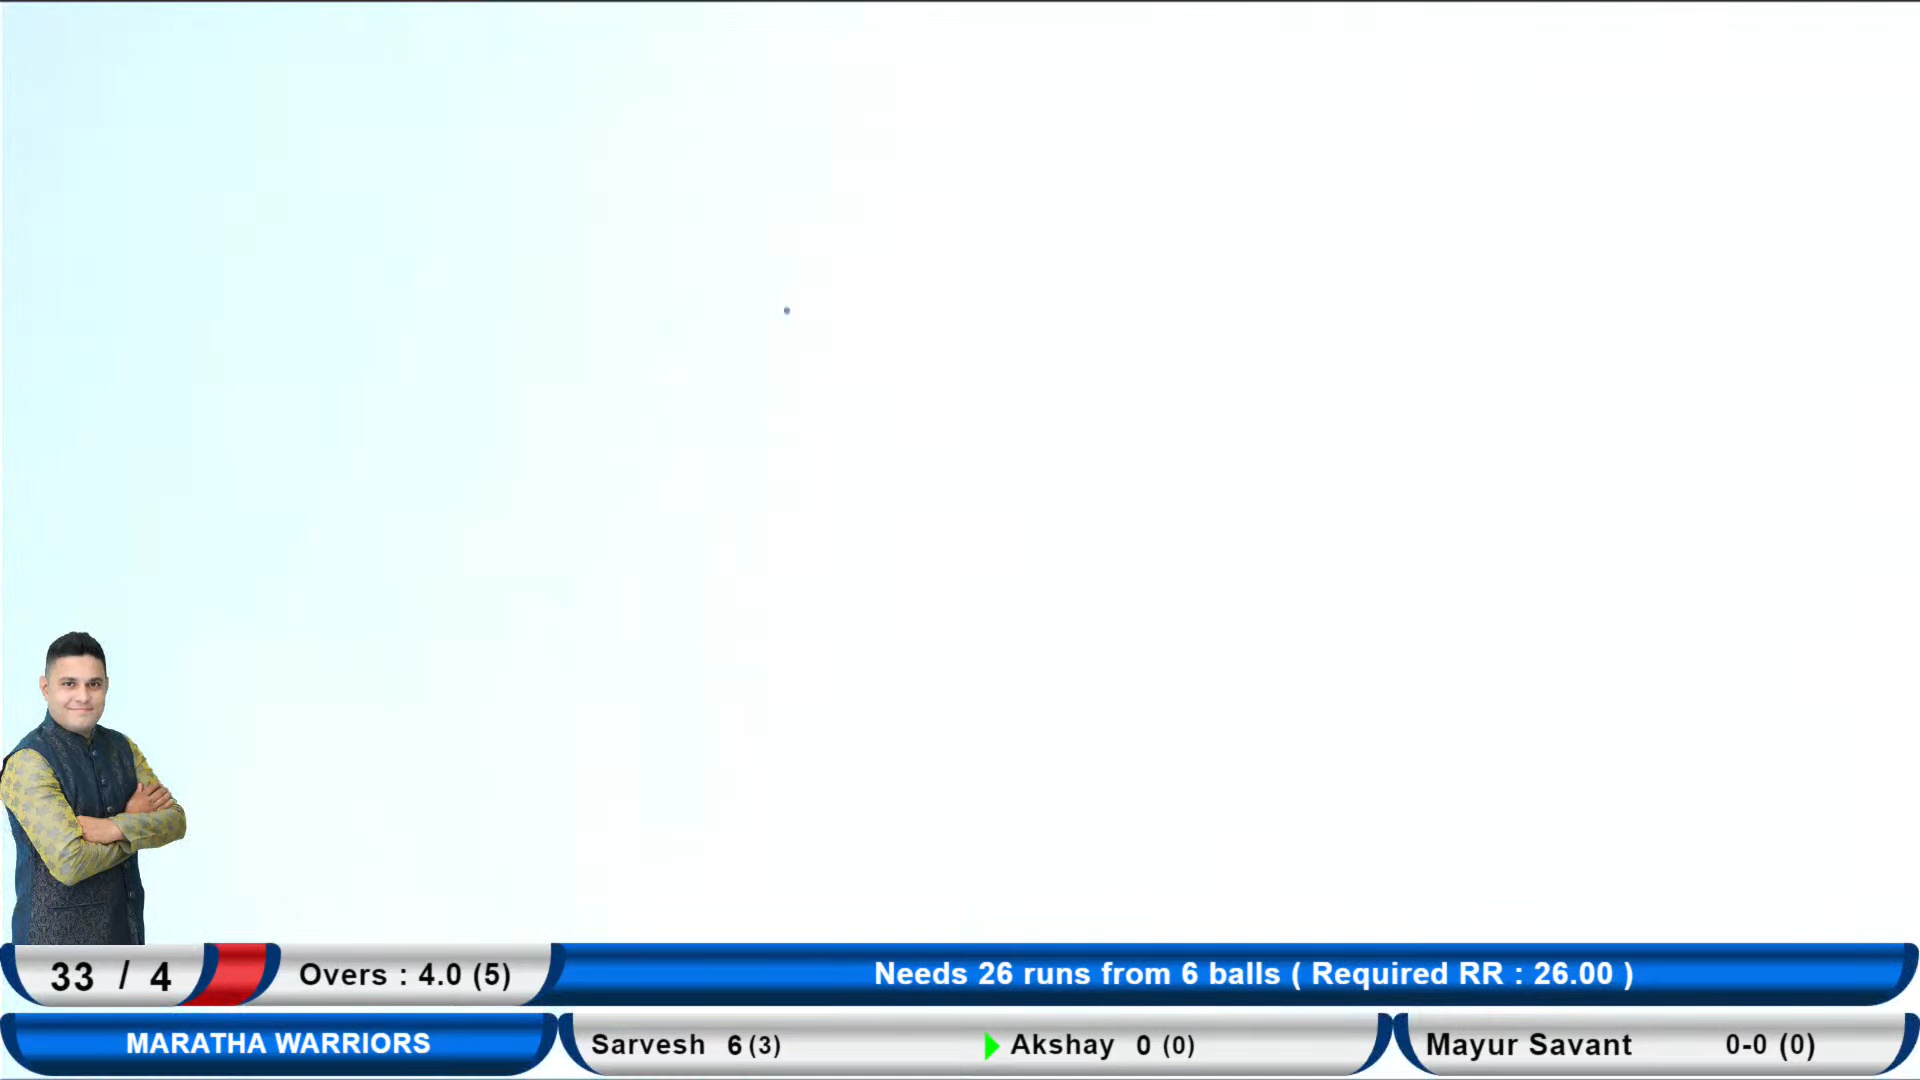 33 / 4
Overs : 4.0 (5)
Needs 26 runs from 6 balls ( Required RR : 26.00 )
MARATHA WARRIORS
Sarvesh 6 (3)
Akshay 0 (0)
Mayur Savant 0-0 (0)